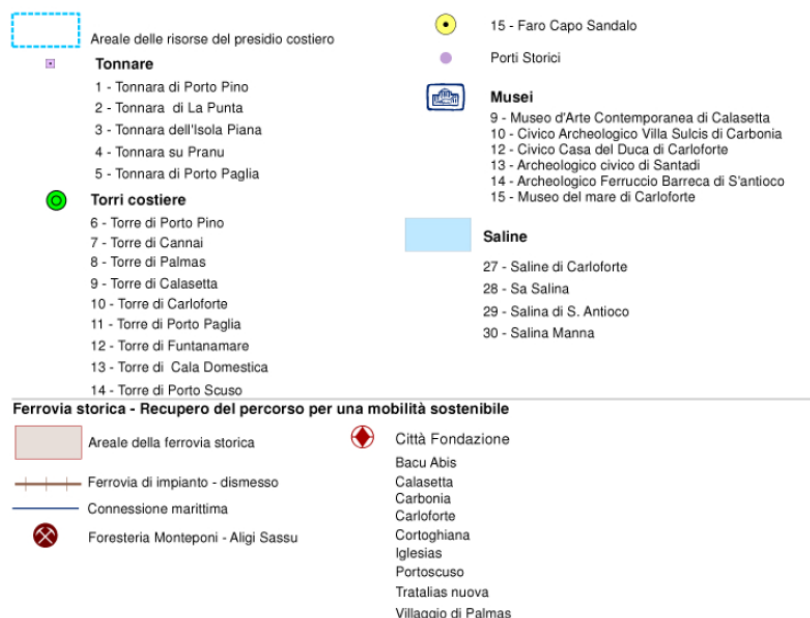 Areale delle risorse del presidio costiero
Tonnare
1 - Tonnara di Porto Pino
2 - Tonnara di La Punta
3 - Tonnara dell'Isola Piana
4 - Tonnara su Pranu
5 - Tonnara di Porto Paglia
Torri costiere
6 - Torre di Porto Pino
7 - Torre di Cannai
8 - Torre di Palmas
9 - Torre di Calasetta
10 - Torre di Carloforte
11 - Torre di Porto Paglia
12 - Torre di Funtanamare
13 - Torre di Cala Domestica
14 - Torre di Porto Scuso
15 - Faro Capo Sandalo
Porti Storici
Musei
9 - Museo d'Arte Contemporanea di Calasetta
10 - Civico Archeologico Villa Sulcis di Carbonia
12 - Civico Casa del Duca di Carloforte
13 - Archeologico civico di Santadi
14 - Archeologico Ferruccio Barreca di S'antioco
15 - Museo del mare di Carloforte
Saline
27 - Saline di Carloforte
28 - Sa Salina
29 - Salina di S. Antioco
30 - Salina Manna
Ferrovia storica - Recupero del percorso per una mobilità sostenibile
Areale della ferrovia storica
Ferrovia di impianto - dismesso
Connessione marittima
Foresteria Monteponi - Aligi Sassu
Città Fondazione
Bacu Abis
Calasetta
Carbonia
Carloforte
Cortoghiana
Iglesias
Portoscuso
Tratalias nuova
Villaggio di Palmas